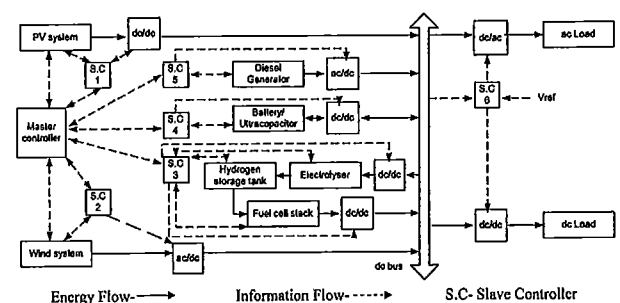 PV system
dc/dc
S.C
1
S.C
5
Diesel
Generator
ac/dc
Master
controller
S.C
4
Battery/
Ultracapacitor
dc/dc
S.C
3
Hydrogen
storage tank
Electrolyser
dc/dc
S.C
2
Fuel cell stack
dc/dc
Wind system
ac/dc
dc bus
dc/ac
ac Load
S.C
6
Vref
dc/dc
dc Load
Energy Flow-
Information Flow-
S.C- Slave Controller